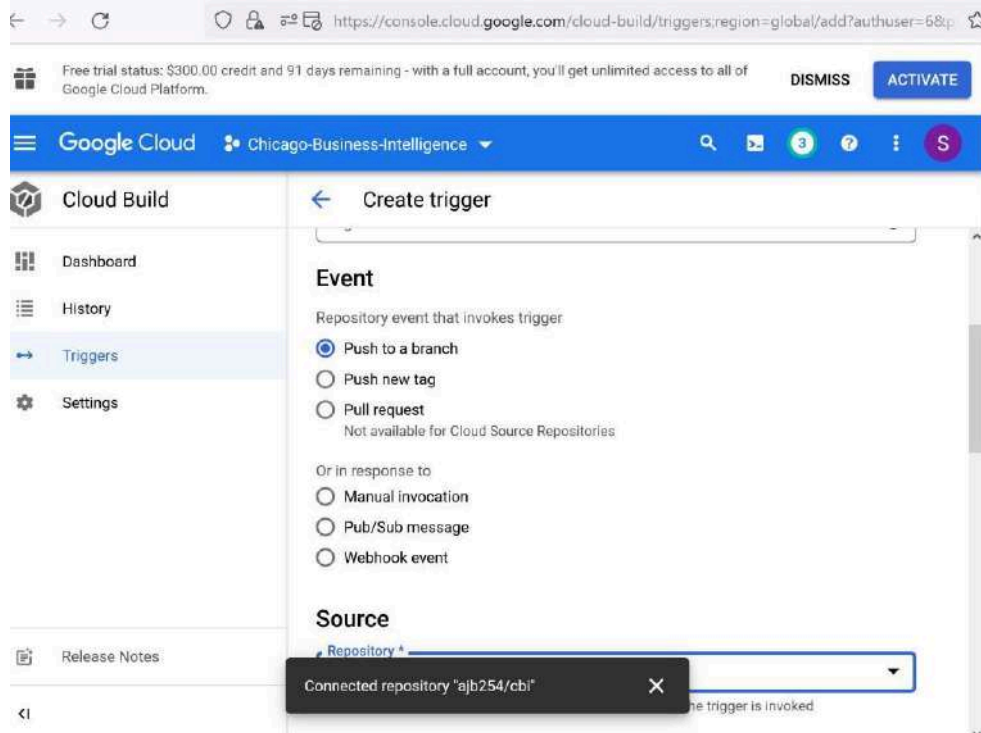 https://console.cloud.google.com/cloud-build/triggers;region=global/add?authuser=6&p
Free trial status: $300.00 credit and 91 days remaining - with a full account, you'll get unlimited access to all of
Google Cloud Platform.
DISMISS
ACTIVATE
Google Cloud
Chicago-Business-Intelligence
3
S
Cloud Build
Create trigger
Dashboard
History
Triggers
Settings
Event
Repository event that invokes trigger
Push to a branch
Push new tag
Pull request
Not available for Cloud Source Repositories
Or in response to
Manual invocation
Pub/Sub message
Webhook event
Source
Repository *
Release Notes
Connected repository "ajb254/cbi"
trigger is invoked